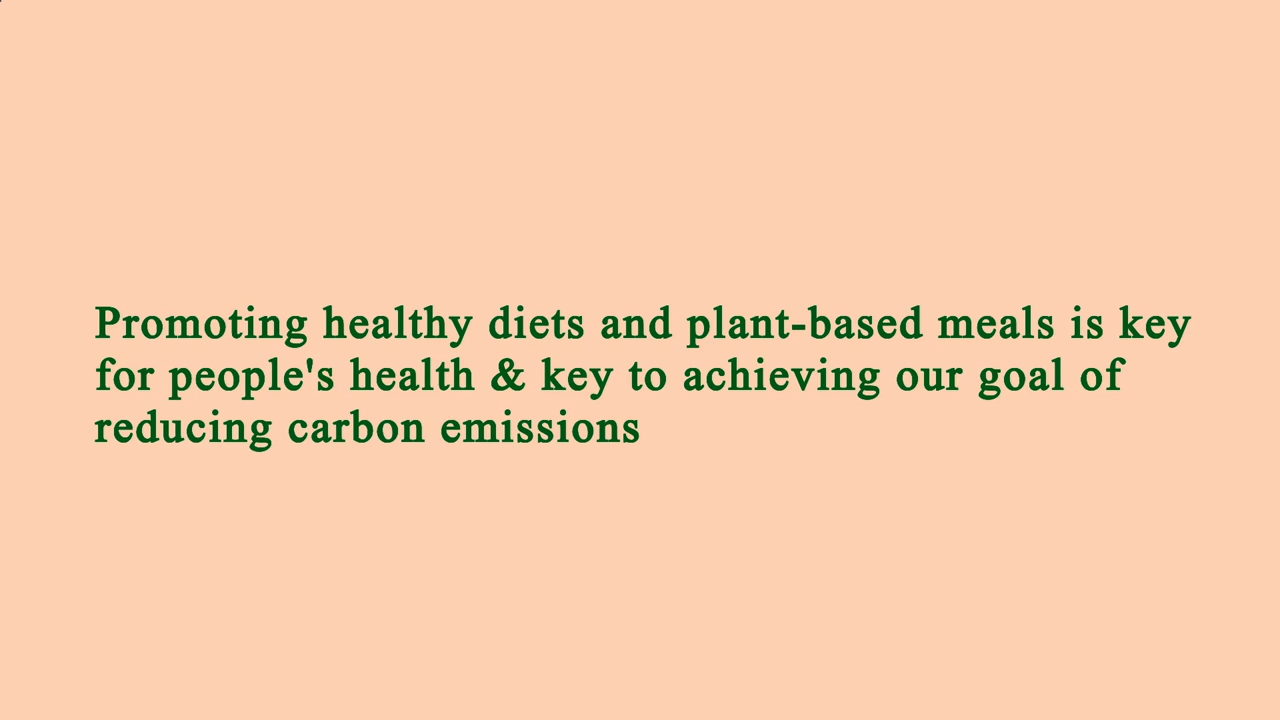 Promoting healthy diets and plant-based meals is key
for people's health & key to achieving our goal of
reducing carbon emissions